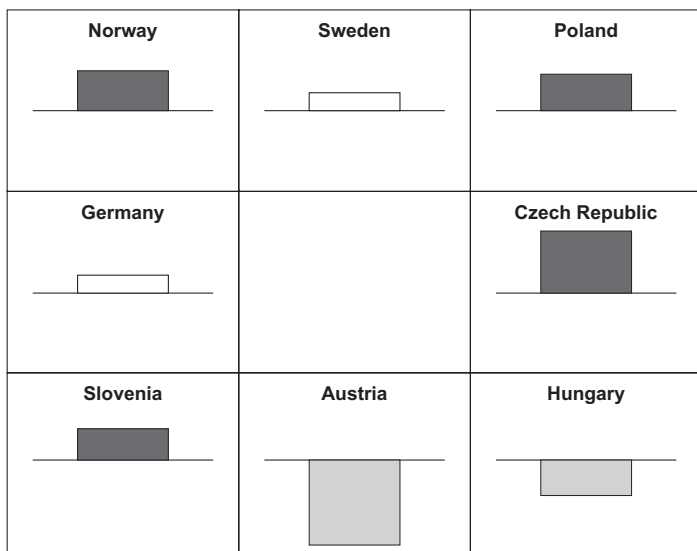 Norway
Sweden
Poland
Germany
Czech Republic
Slovenia
Austria
Hungary